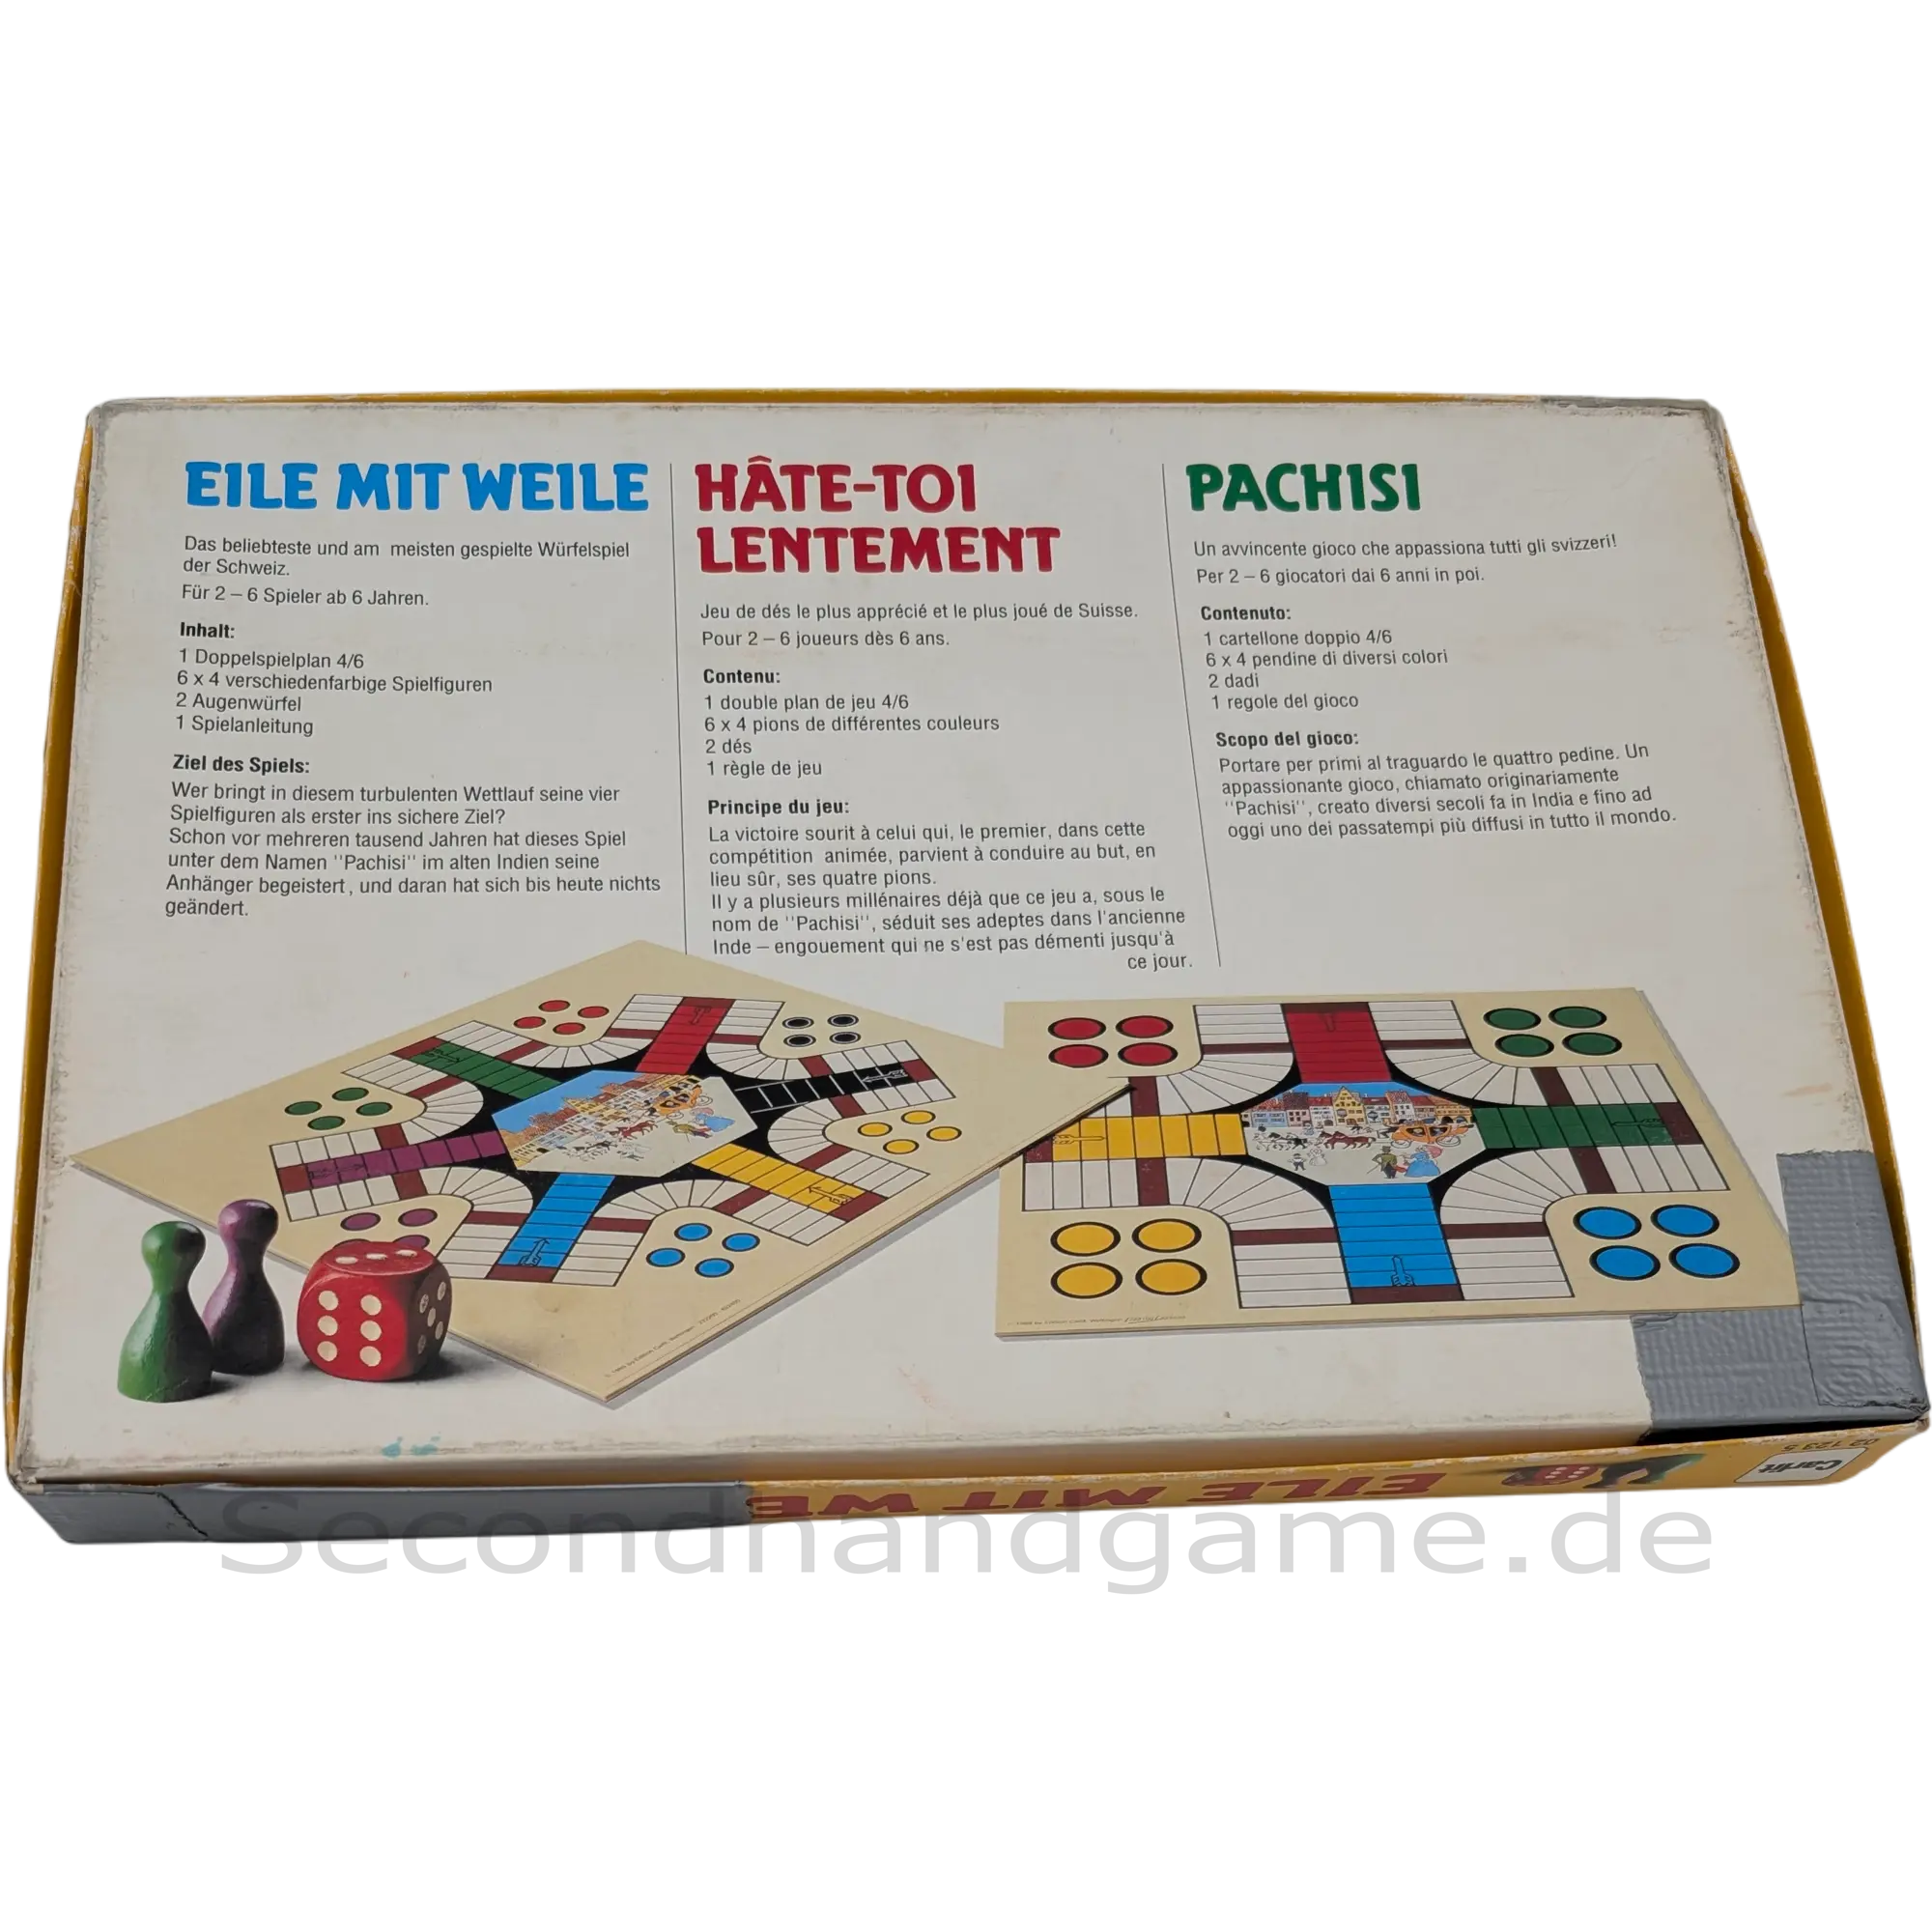 EILE MIT WEILE
Das beliebteste und am meisten gespielte Würfelspiel
der Schweiz.
Für 2 – 6 Spieler ab 6 Jahren.
Inhalt:
1 Doppelspielplan 4/6
6 x 4 verschiedenfarbige Spielfiguren
2 Augenwürfel
1 Spielanleitung
Ziel des Spiels:
Wer bringt in diesem turbulenten Wettlauf seine vier
Spielfiguren als erster ins sichere Ziel?
Schon vor mehreren tausend Jahren hat dieses Spiel
unter dem Namen "Pachisi" im alten Indien seine
Anhänger begeistert, und daran hat sich bis heute nichts
geändert.
HÂTE-TOI
LENTEMENT
Jeu de dés le plus apprécié et le plus joué de Suisse.
Pour 2 – 6 joueurs dès 6 ans.
Contenu:
1 double plan de jeu 4/6
6 x 4 pions de différentes couleurs
2 dés
1 règle de jeu
Principe du jeu:
La victoire sourit à celui qui, le premier, dans cette
compétition animée, parvient à conduire au but, en
lieu sûr, ses quatre pions.
Il y a plusieurs millénaires déjà que ce jeu a, sous le
nom de "Pachisi", séduit ses adeptes dans l'ancienne
Inde – engouement qui ne s'est pas démenti jusqu'à
ce jour.
PACHISI
Un avvincente gioco che appassiona tutti gli svizzeri!
Per 2 – 6 giocatori dai 6 anni in poi.
Contenuto:
1 cartellone doppio 4/6
6 x 4 pendine di diversi colori
2 dadi
1 regole del gioco
Scopo del gioco:
Portare per primi al traguardo le quattro pedine. Un
appassionante gioco, chiamato originariamente
"Pachisi", creato diversi secoli fa in India e fino ad
oggi uno dei passatempi più diffusi in tutto il mondo.
EILE MIT WE
Carlit
02 123 5
Secondhandgame.de